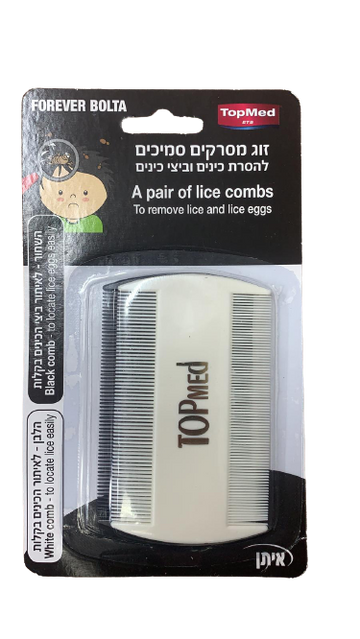 FOREVER BOLTA
TopMed
RTS
זוג מסרקים סמיכים
להסרת כינים וביצי כינים
A pair of lice combs
To remove lice and lice eggs
השחור - לאיתור ביצי הכינים בקלות
Black comb - to locate lice eggs easily
הלבן - לאיתור הכינים בקלות
White comb - to locate lice easily
TOPMED
איתן